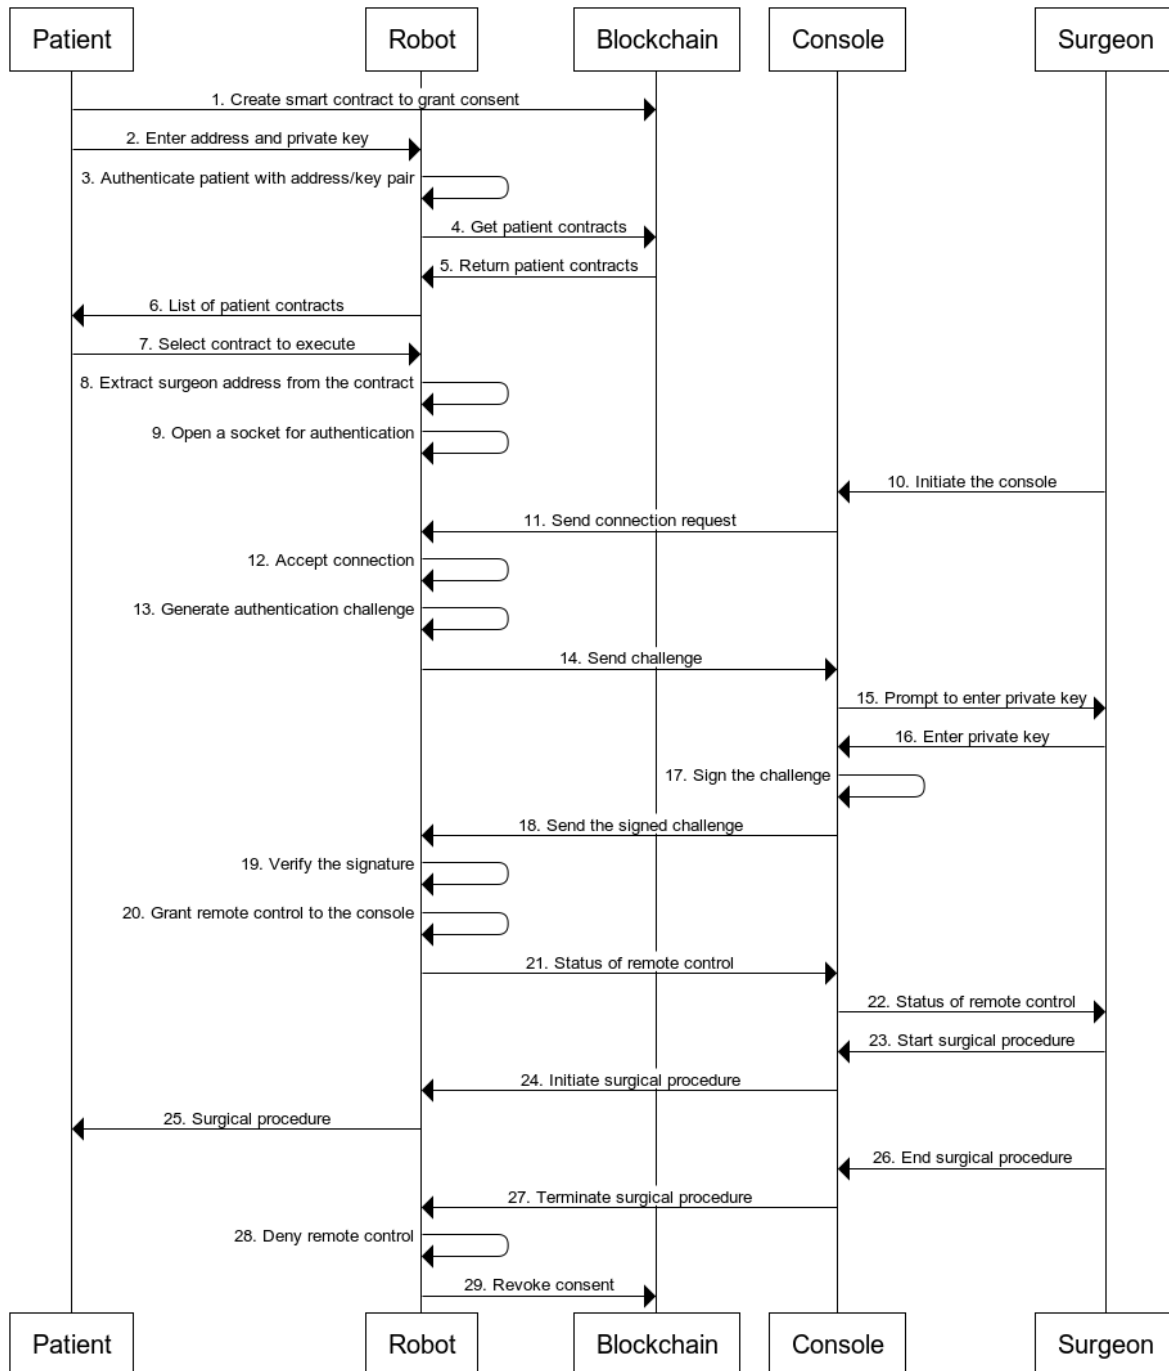 Patient
Robot
Blockchain
Console
Surgeon
1. Create smart contract to grant consent
2. Enter address and private key
3. Authenticate patient with address/key pair
4. Get patient contracts
5. Return patient contracts
6. List of patient contracts
7. Select contract to execute
8. Extract surgeon address from the contract
9. Open a socket for authentication
10. Initiate the console
11. Send connection request
12. Accept connection
13. Generate authentication challenge
14. Send challenge
15. Prompt to enter private key
16. Enter private key
17. Sign the challenge
18. Send the signed challenge
19. Verify the signature
20. Grant remote control to the console
21. Status of remote control
22. Status of remote control
23. Start surgical procedure
24. Initiate surgical procedure
25. Surgical procedure
26. End surgical procedure
27. Terminate surgical procedure
28. Deny remote control
29. Revoke consent
Patient
Robot
Blockchain
Console
Surgeon